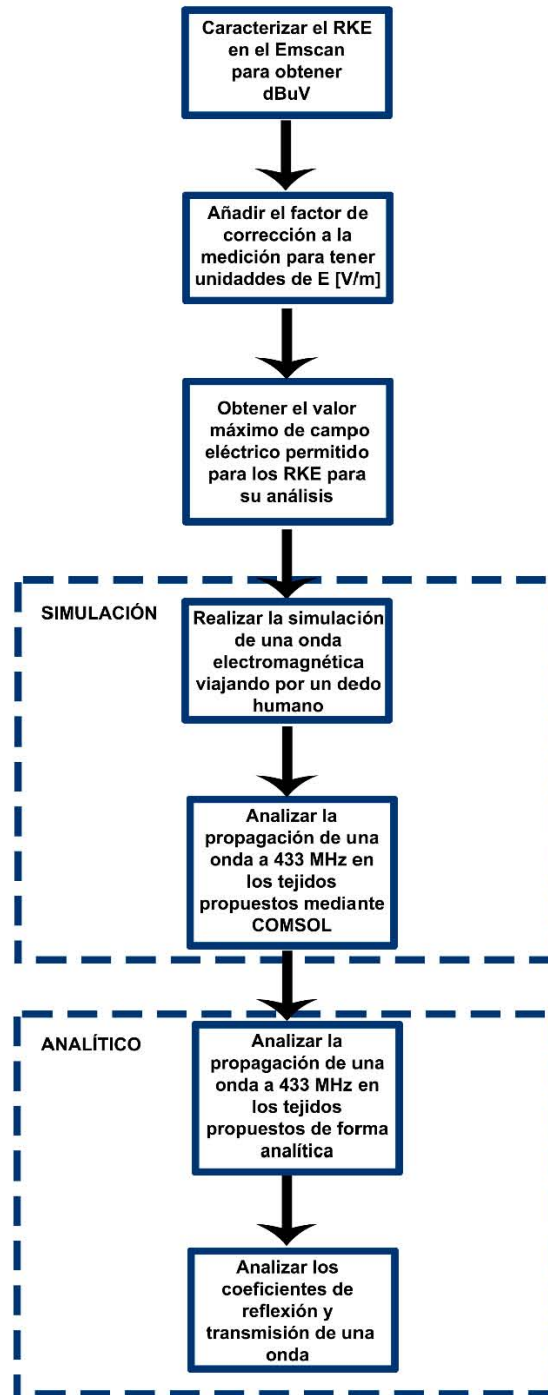 Caracterizar el RKE
en el Emscan
para obtener
dBuV
Añadir el factor de
corrección a la
medición para tener
unidaddes de E [V/m]
Obtener el valor
máximo de campo
eléctrico permitido
para los RKE para
su análisis
SIMULACIÓN
Realizar la simulación
de una onda
electromagnética
viajando por un dedo
humano
Analizar la
propagación de una
onda a 433 MHz en
los tejidos
propuestos mediante
COMSOL
ANALÍTICO
Analizar la
propagación de una
onda a 433 MHz en
los tejidos
propuestos de forma
analítica
Analizar los
coeficientes de
reflexión y
transmisión de una
onda